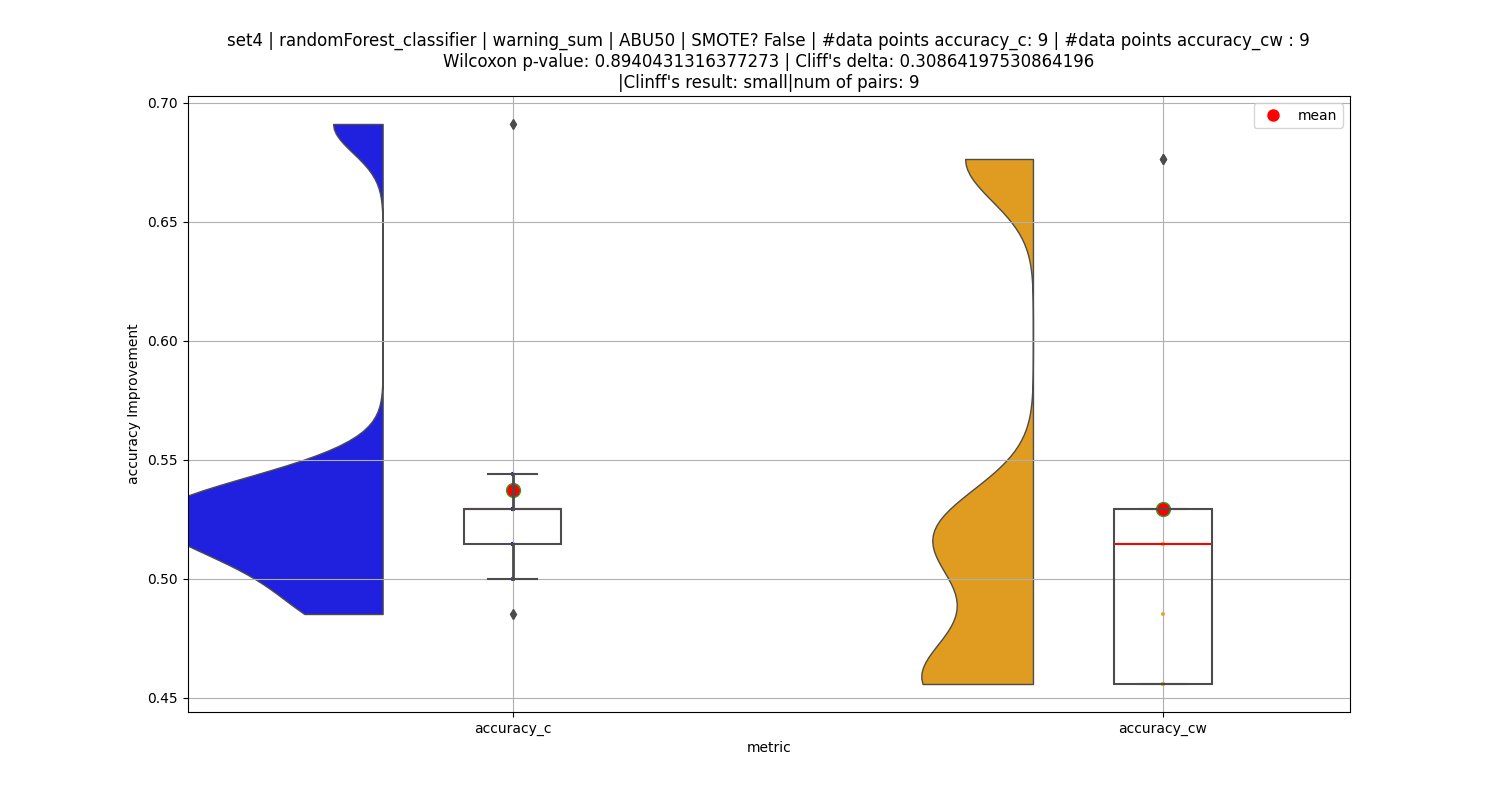 set4 | randomForest_classifier | warning_sum | ABU50 | SMOTE? False | #data points accuracy_c: 9 | #data points accuracy_cw : 9
Wilcoxon p-value: 0.8940431316377273 | Cliff's delta: 0.30864197530864196
|Clinff's result: small|num of pairs: 9
mean
0.70
0.65
0.60
0.55
0.50
0.45
accuracy Improvement
accuracy_c
accuracy_cw
metric